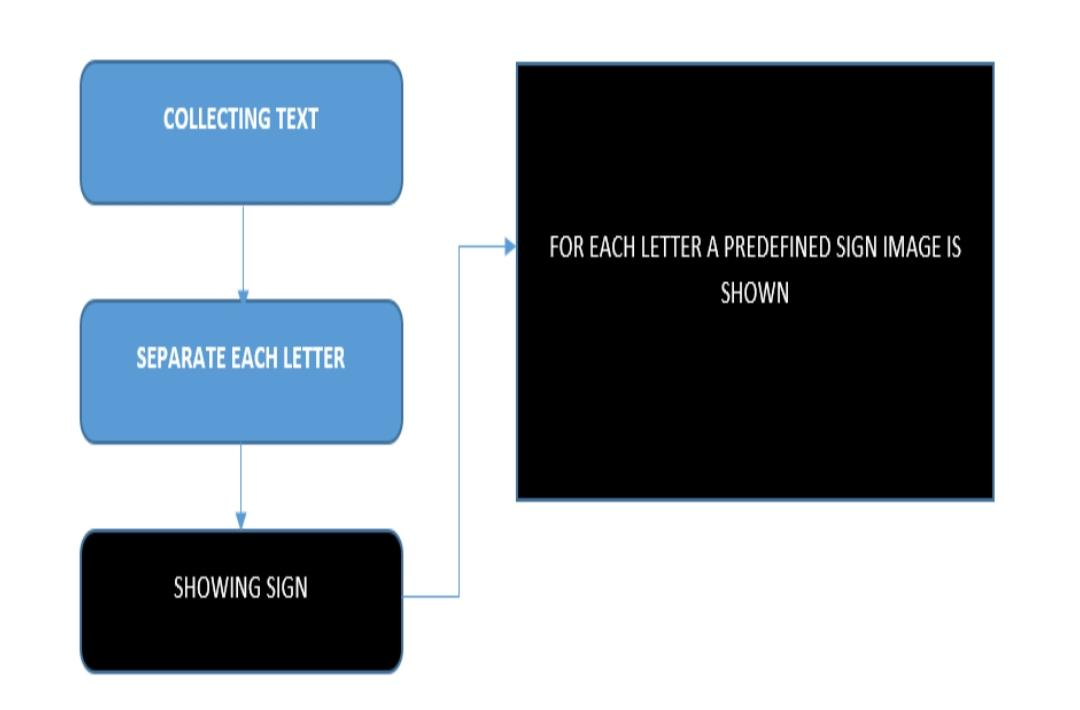 COLLECTING TEXT
SEPARATE EACH LETTER
SHOWING SIGN
FOR EACH LETTER A PREDEFINED SIGN IMAGE IS
SHOWN